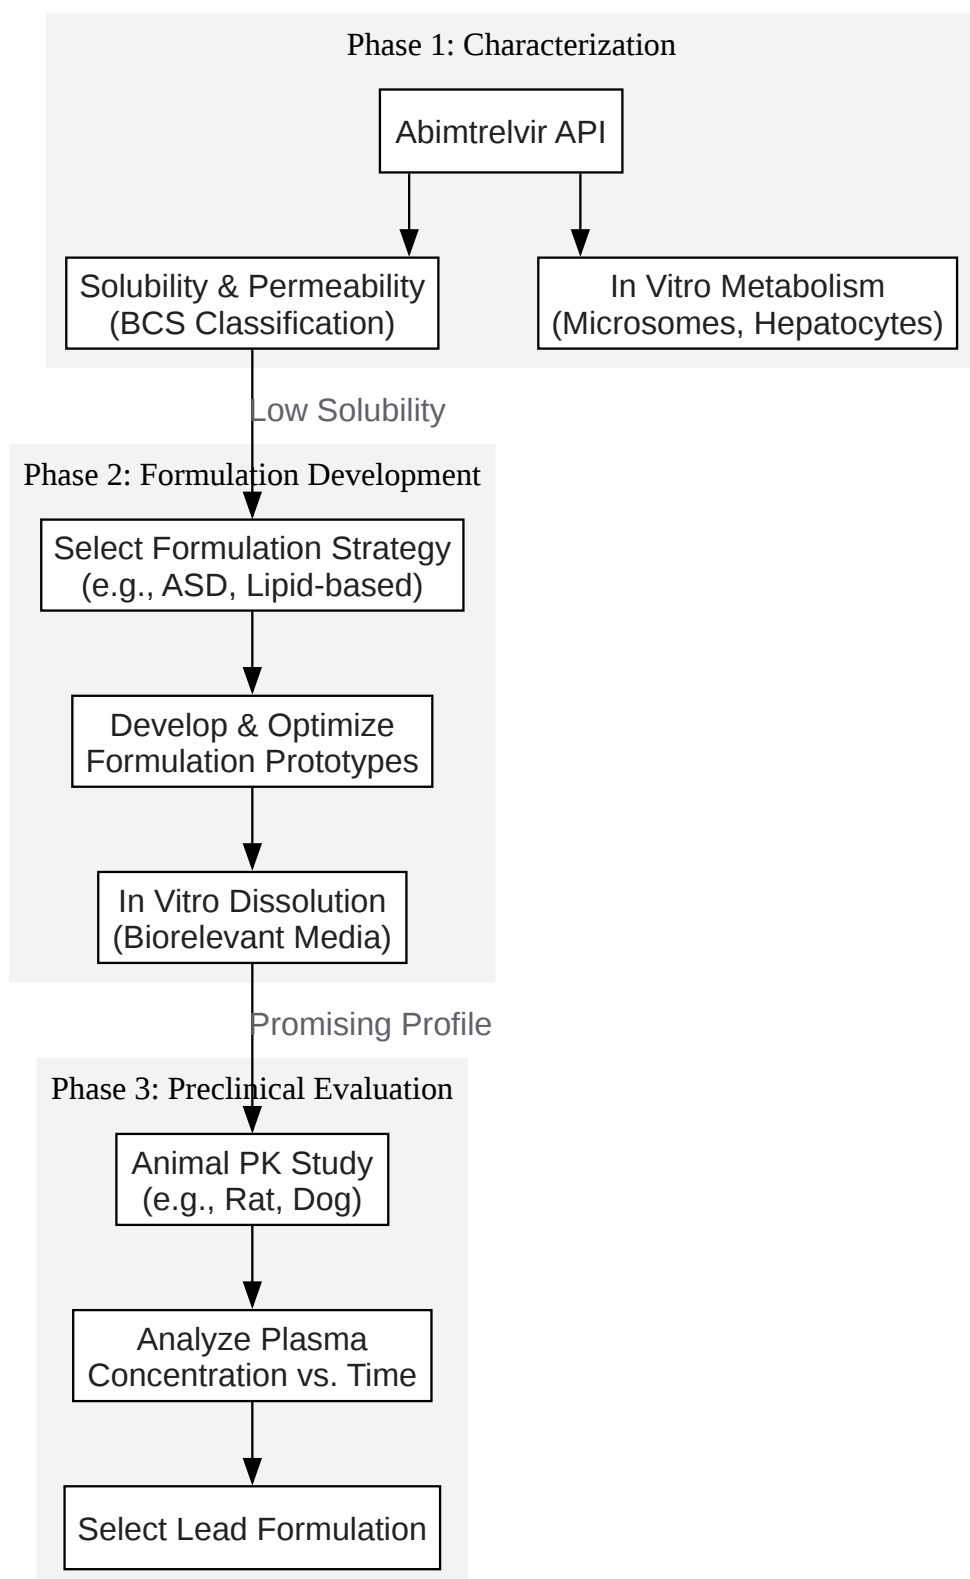 Phase 1: Characterization
Abimtrelvir API
Solubility & Permeability
(BCS Classification)
In Vitro Metabolism
(Microsomes, Hepatocytes)
Low Solubility
Phase 2: Formulation Development
Select Formulation Strategy
(e.g., ASD, Lipid-based)
Develop & Optimize
Formulation Prototypes
In Vitro Dissolution
(Biorelevant Media)
Promising Profile
Phase 3: Preclinical Evaluation
Animal PK Study
(e.g., Rat, Dog)
Analyze Plasma
Concentration vs. Time
Select Lead Formulation